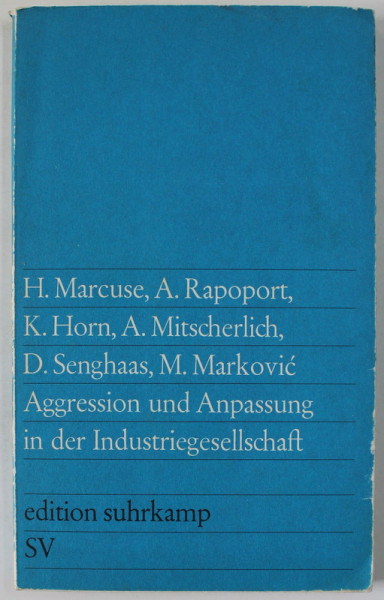 H. Marcuse, A. Rapoport,
K. Horn, A. Mitscherlich,
D. Senghaas, M. Marković
Aggression und Anpassung
in der Industriegesellschaft
edition suhrkamp
SV